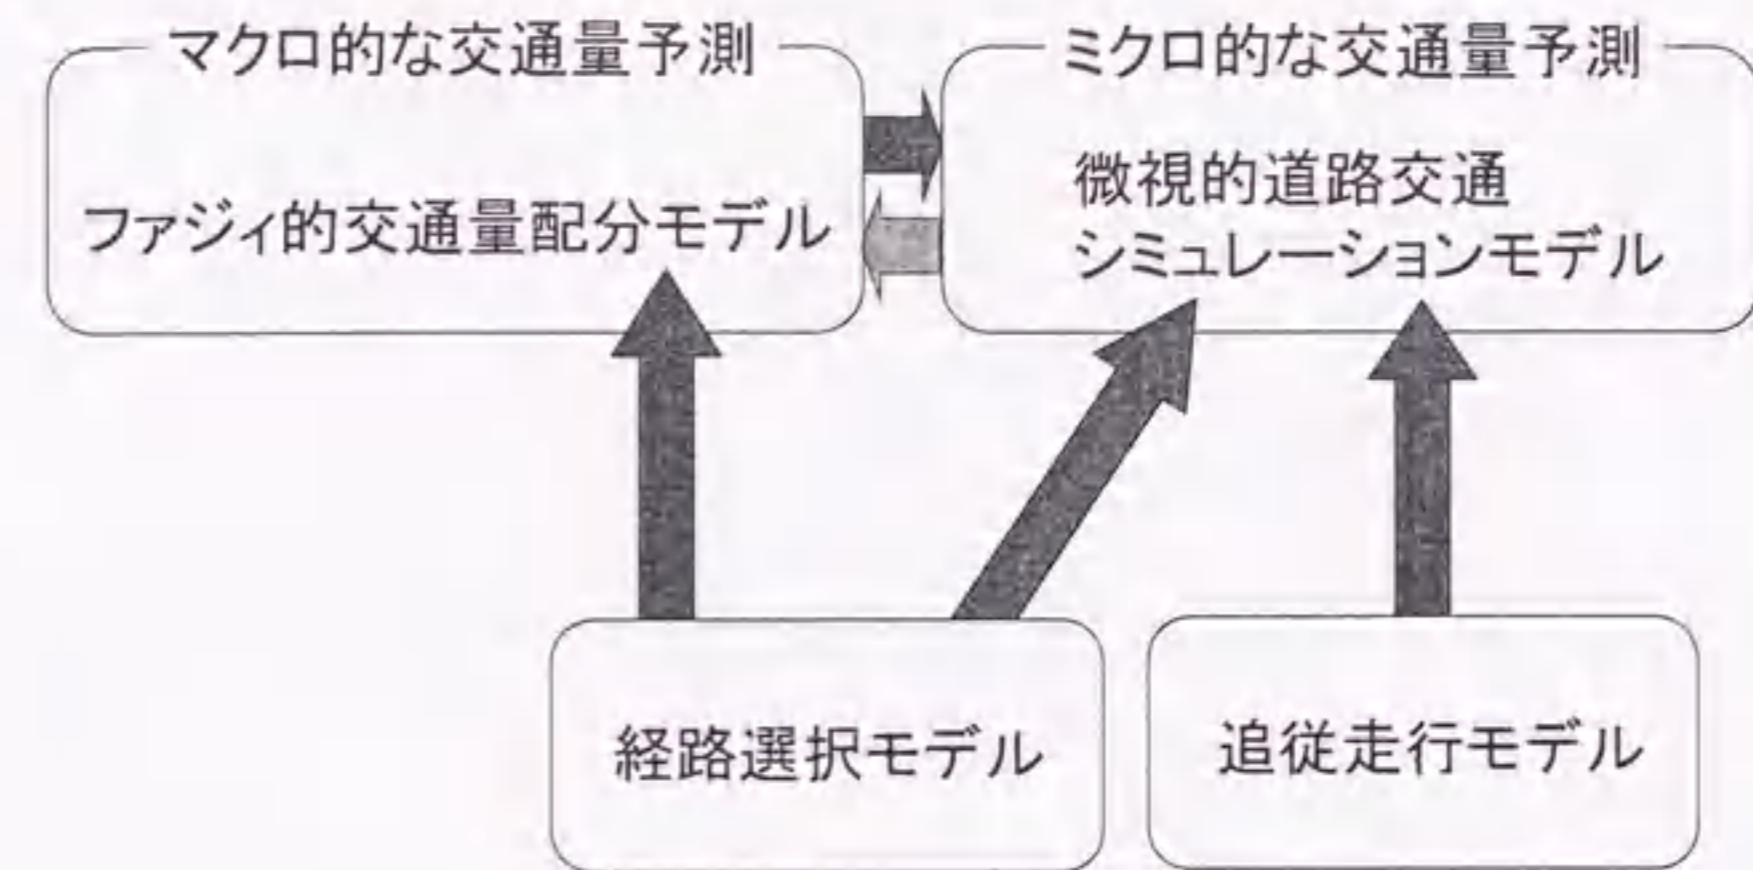 マクロ的な交通量予測
ファジィ的交通量配分モデル
ミクロ的な交通量予測
微視的道路交通
シミュレーションモデル
経路選択モデル
追従走行モデル